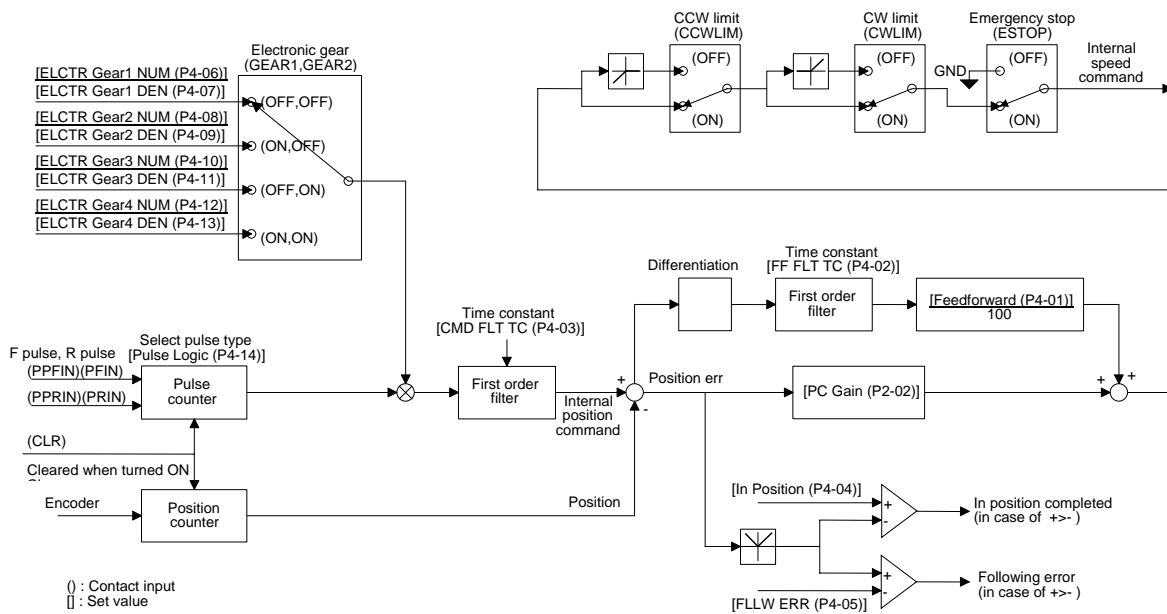 CCW limit
(CCWLIM)
CW limit
(CWLIM)
Emergency stop
(ESTOP)
Internal
speed
command
(OFF)
(ON)
(OFF)
(ON)
GND
(OFF)
(ON)
Electronic gear
(GEAR1,GEAR2)
[ELCTR Gear1 NUM (P4-06)]
[ELCTR Gear1 DEN (P4-07)]
[ELCTR Gear2 NUM (P4-08)]
[ELCTR Gear2 DEN (P4-09)]
[ELCTR Gear3 NUM (P4-10)]
[ELCTR Gear3 DEN (P4-11)]
[ELCTR Gear4 NUM (P4-12)]
[ELCTR Gear4 DEN (P4-13)]
(OFF,OFF)
(ON,OFF)
(OFF,ON)
(ON,ON)
Differentiation
Time constant
[FF FLT TC (P4-02)]
First order
filter
[Feedforward (P4-01)]
100
Time constant
[CMD FLT TC (P4-03)]
Select pulse type
[Pulse Logic (P4-14)]
F pulse, R pulse
(PPFIN)(PFIN)
(PPRIN)(PRIN)
Pulse
counter
First order
filter
Internal
position
command
+
-
Position err
[PC Gain (P2-02)]
+
+
(CLR)
Cleared when turned ON
Encoder
Position
counter
Position
[In Position (P4-04)]
+
-
In position completed
(in case of +>- )
+
-
Following error
(in case of +>- )
[FLLW ERR (P4-05)]
() : Contact input
[] : Set value